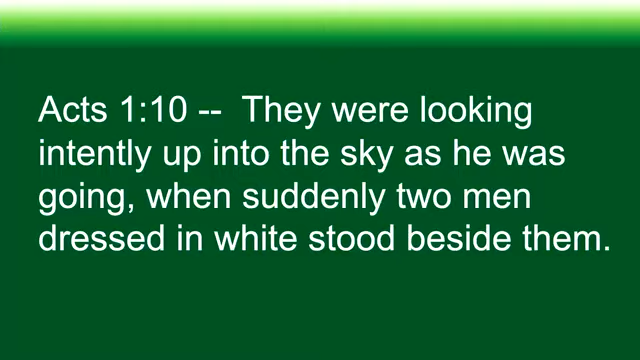 Acts 1:10 --  They were looking
intently up into the sky as he was
going, when suddenly two men
dressed in white stood beside them.